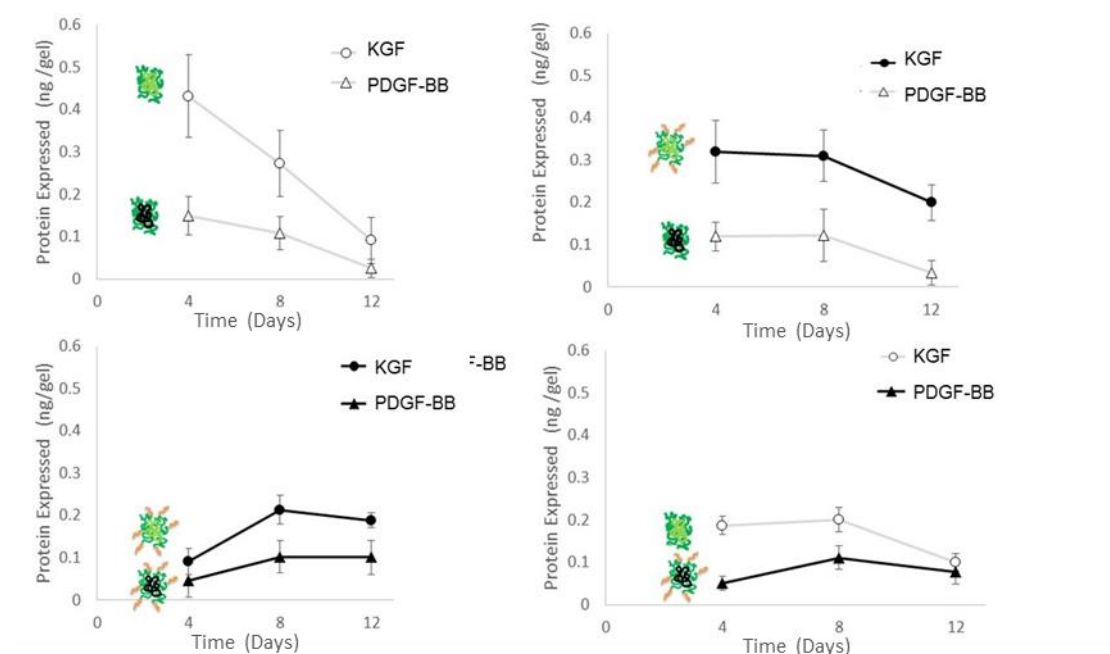 0.6
0.5
0.4
0.3
0.2
0.1
0
0
4
8
12
Protein Expressed (ng /gel)
Time (Days)
KGF
PDGF-BB
0.6
0.5
0.4
0.3
0.2
0.1
0
0
4
8
12
Protein Expressed (ng/gel)
Time (Days)
KGF
PDGF-BB
0.6
0.5
0.4
0.3
0.2
0.1
0
0
4
8
12
Protein Expressed (ng/gel)
Time (Days)
KGF
PDGF-BB
F-BB
0.6
0.5
0.4
0.3
0.2
0.1
0
0
4
8
12
Protein Expressed (ng /gel)
Time (Days)
KGF
PDGF-BB